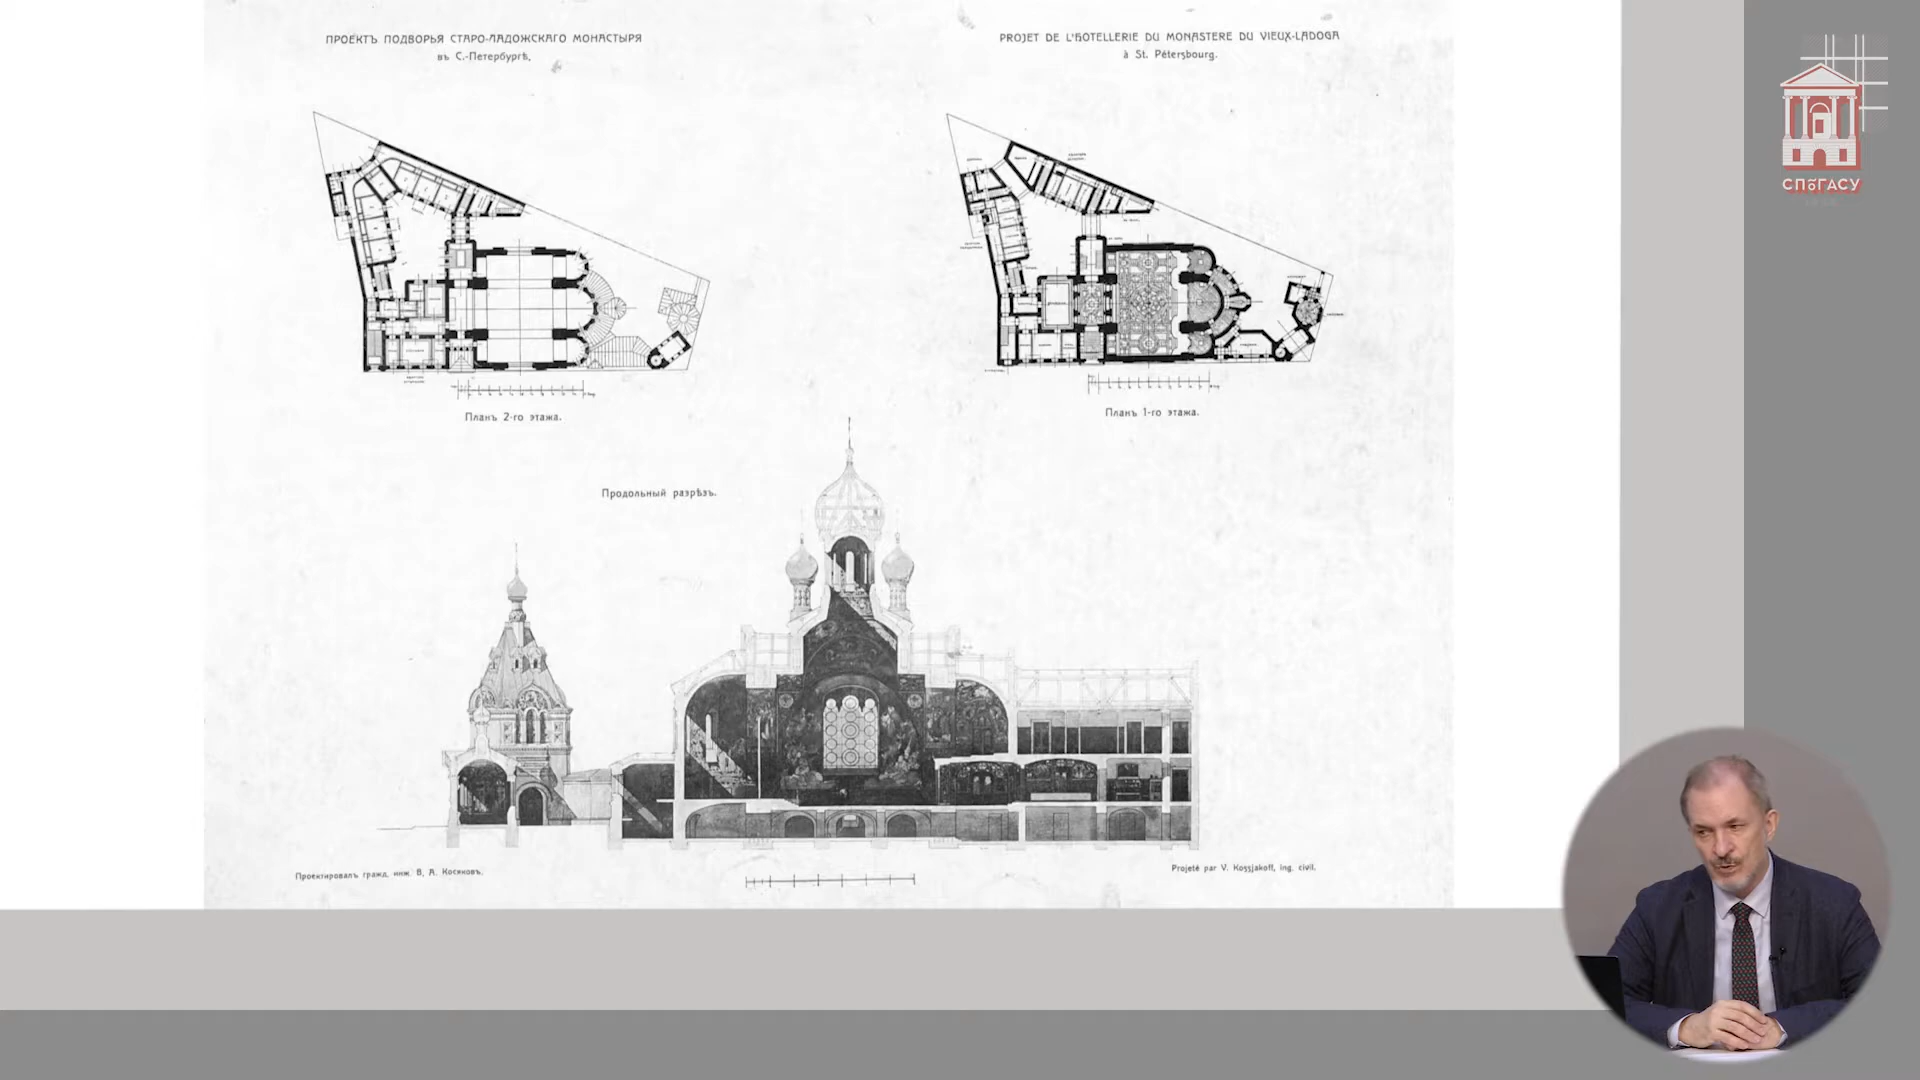 ПРОЕКТЪ ПОДВОРЬЯ СТАРО-ЛАДОЖСКАГО МОНАСТЫРЯ
въ С.-Петербургѣ,
PROJET DE L'HOTELLERIE DU MONASTERE DU VIEUX-LADOGA
à St. Pétersbourg.
СПбГАСУ
Планъ 2-го этажа.
Планъ 1-го этажа.
Продольный разрѣзъ.
Проектировалъ гражд. инж. В. А. Косяковъ.
Projeté par V. Kossjakoff, ing. civil.